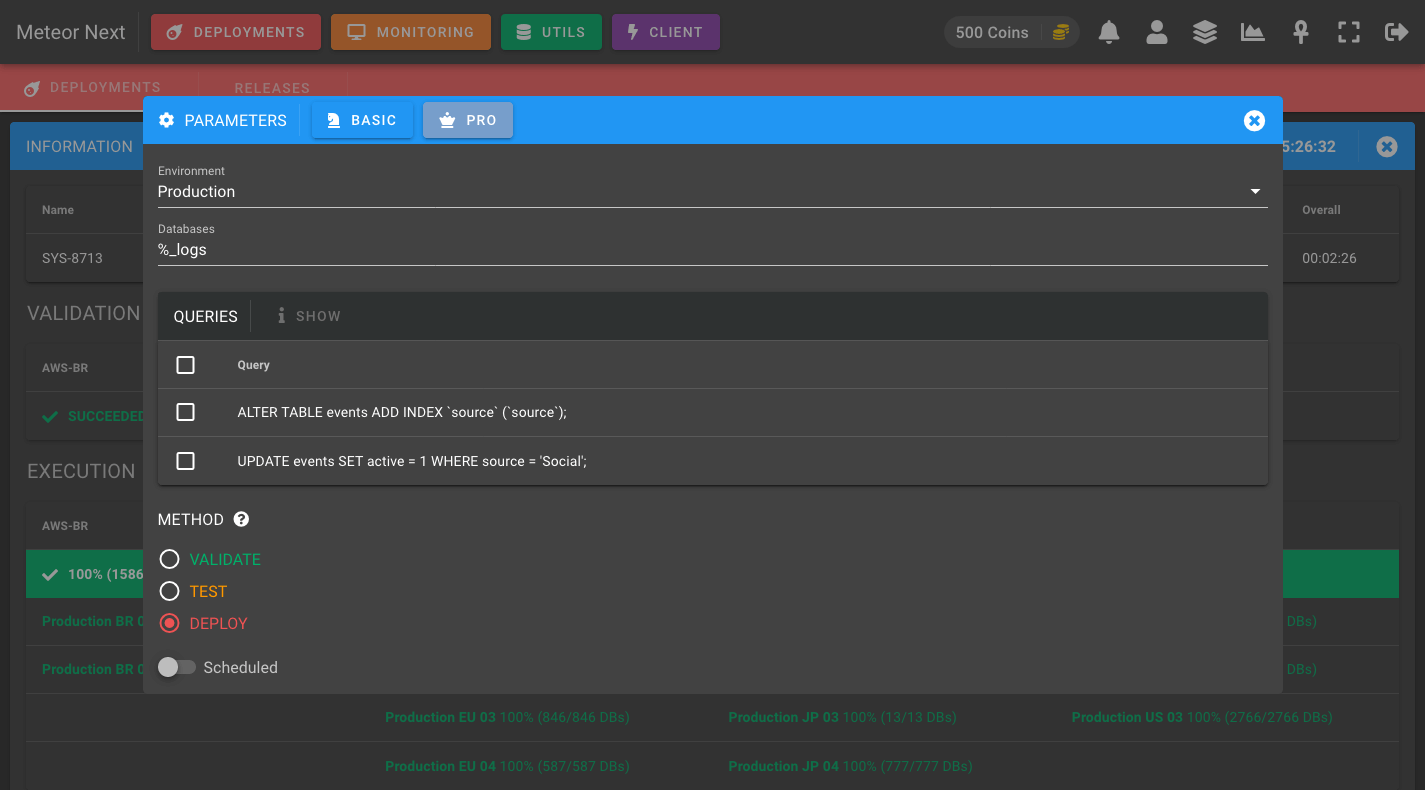 Meteor Next DEPLOYMENTS MONITORING UTILS CLIENT 500 Coins
DEPLOYMENTS RELEASES
PARAMETERS BASIC PRO
INFORMATION 5:26:32
Environment
Production
Name Overall
Databases
%_logs
SYS-8713 00:02:26
VALIDATION
QUERIES SHOW
AWS-BR
Query
SUCCEEDED
ALTER TABLE events ADD INDEX `source` (`source`);
UPDATE events SET active = 1 WHERE source = 'Social';
EXECUTION
METHOD
AWS-BR
VALIDATE
100% (1586
TEST
DEPLOY
Production BR DBs)
Scheduled
Production BR DBs)
Production EU 03 100% (846/846 DBs) Production JP 03 100% (13/13 DBs) Production US 03 100% (2766/2766 DBs)
Production EU 04 100% (587/587 DBs) Production JP 04 100% (777/777 DBs)